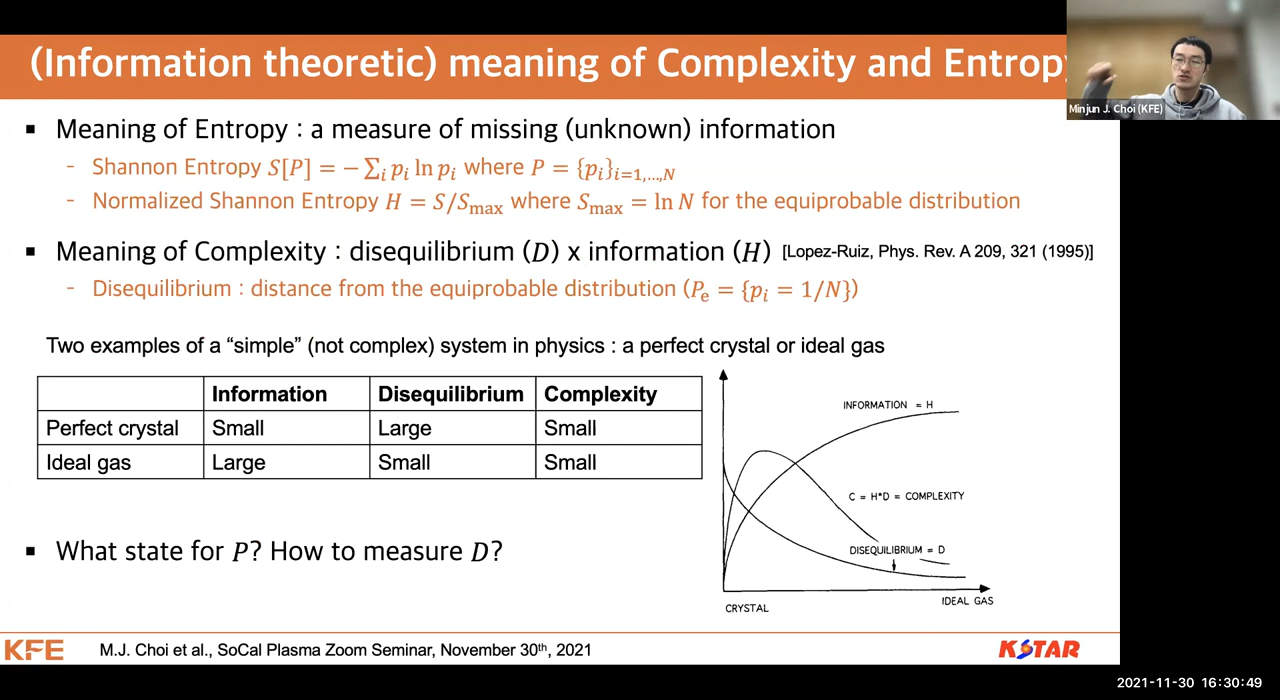 (Information theoretic) meaning of Complexity and Entropy
Minjun J. Choi (KFE)
▪ Meaning of Entropy : a measure of missing (unknown) information
- Shannon Entropy S[P] = −∑ᵢ pᵢ ln pᵢ where P = {pᵢ}ᵢ₌₁,…,N
- Normalized Shannon Entropy H = S/Sₘₐₓ where Sₘₐₓ = ln N for the equiprobable distribution
▪ Meaning of Complexity : disequilibrium (D) x information (H) [Lopez-Ruiz, Phys. Rev. A 209, 321 (1995)]
- Disequilibrium : distance from the equiprobable distribution (Pₑ = {pᵢ = 1/N})
Two examples of a “simple” (not complex) system in physics : a perfect crystal or ideal gas
Information Disequilibrium Complexity
Perfect crystal Small Large Small
Ideal gas Large Small Small
INFORMATION = H
C = H*D = COMPLEXITY
DISEQUILIBRIUM = D
CRYSTAL
IDEAL GAS
▪ What state for P? How to measure D?
KFE
M.J. Choi et al., SoCal Plasma Zoom Seminar, November 30th, 2021
KSTAR
2021-11-30 16:30:49